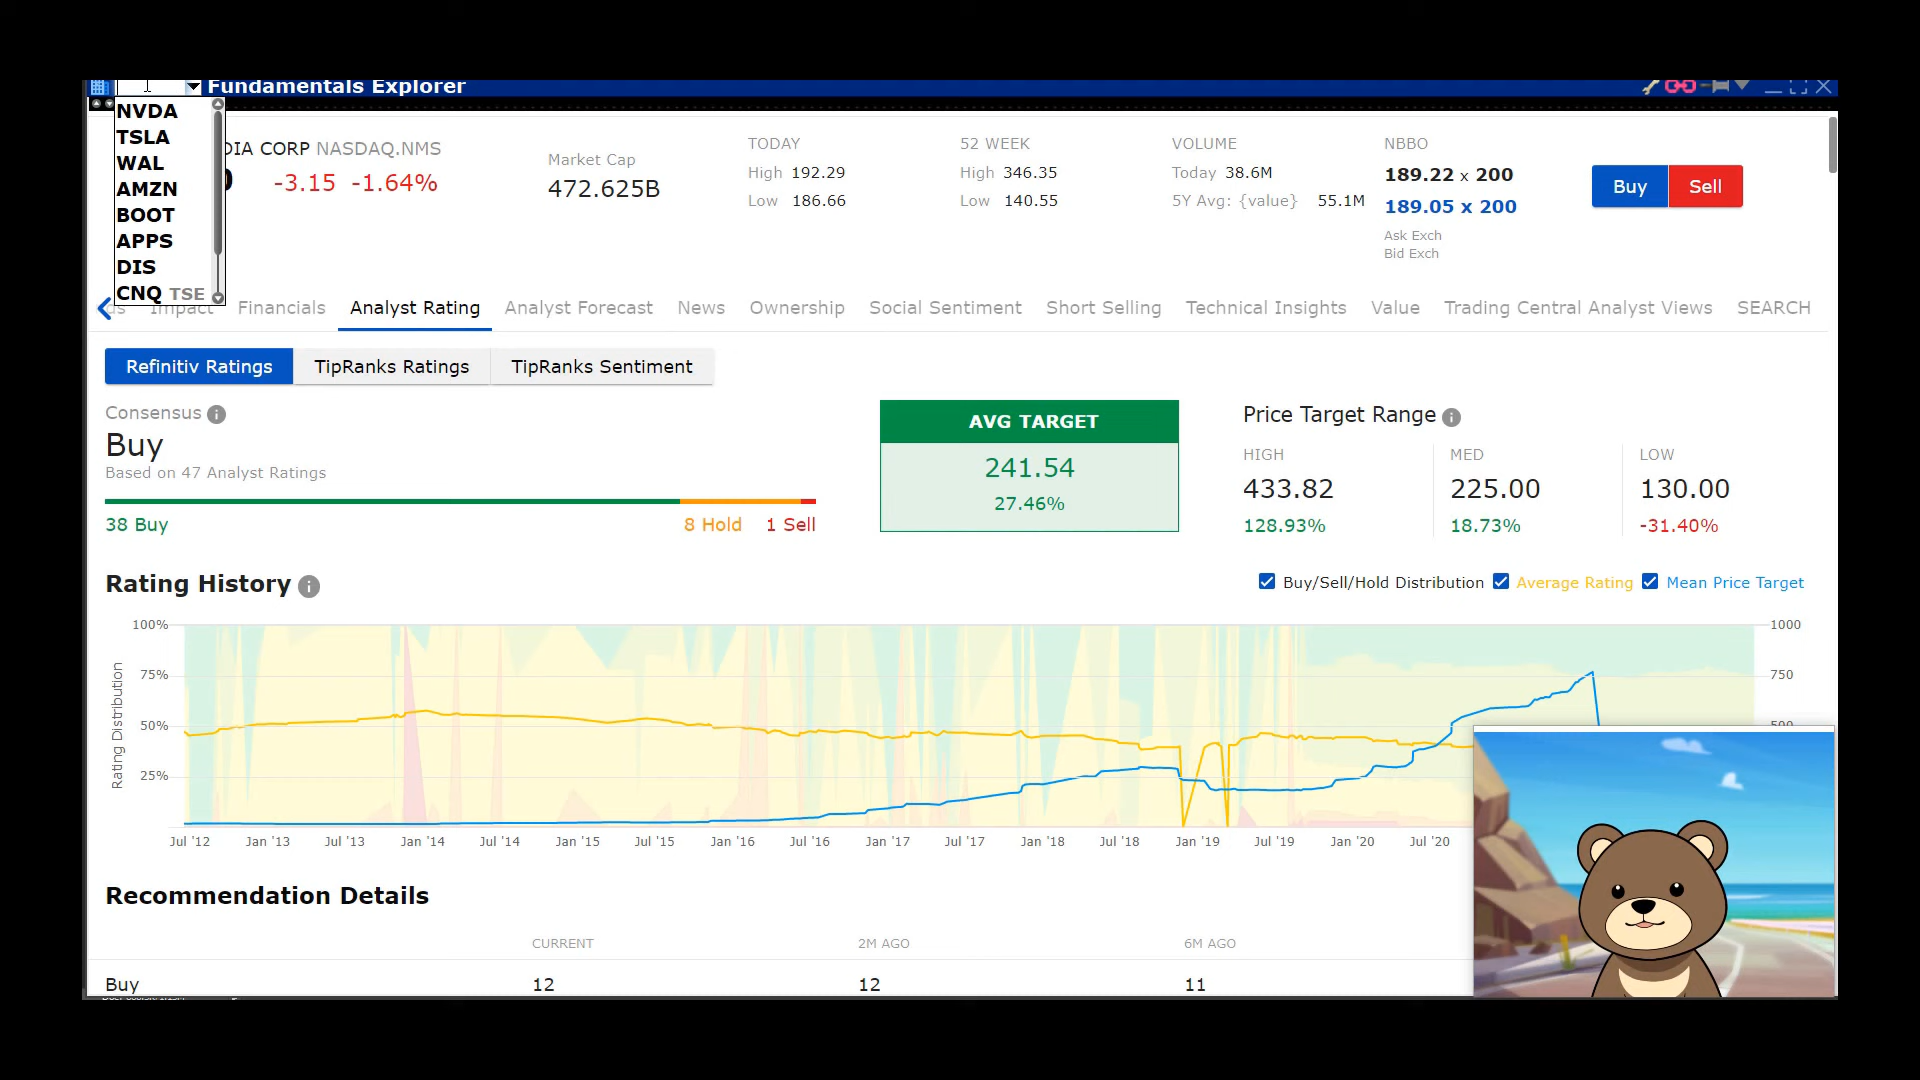 Fundamentals Explorer
NVDA
TSLA
WAL
AMZN
BOOT
APPS
DIS
CNQ TSE
DIA CORP NASDAQ.NMS
-3.15 -1.64%
Market Cap
472.625B
TODAY
High 192.29
Low 186.66
52 WEEK
High 346.35
Low 140.55
VOLUME
Today 38.6M
5Y Avg: {value} 55.1M
NBBO
189.22 x 200
189.05 x 200
Ask Exch
Bid Exch
Buy
Sell
Impact
Financials
Analyst Rating
Analyst Forecast
News
Ownership
Social Sentiment
Short Selling
Technical Insights
Value
Trading Central Analyst Views
SEARCH
Refinitiv Ratings
TipRanks Ratings
TipRanks Sentiment
Consensus
Buy
Based on 47 Analyst Ratings
38 Buy
8 Hold
1 Sell
AVG TARGET
241.54
27.46%
Price Target Range
HIGH
433.82
128.93%
MED
225.00
18.73%
LOW
130.00
-31.40%
Rating History
Buy/Sell/Hold Distribution
Average Rating
Mean Price Target
Rating Distribution
100%
75%
50%
25%
1000
750
500
Jul '12
Jan '13
Jul '13
Jan '14
Jul '14
Jan '15
Jul '15
Jan '16
Jul '16
Jan '17
Jul '17
Jan '18
Jul '18
Jan '19
Jul '19
Jan '20
Jul '20
Recommendation Details
CURRENT
2M AGO
6M AGO
Buy
12
12
11